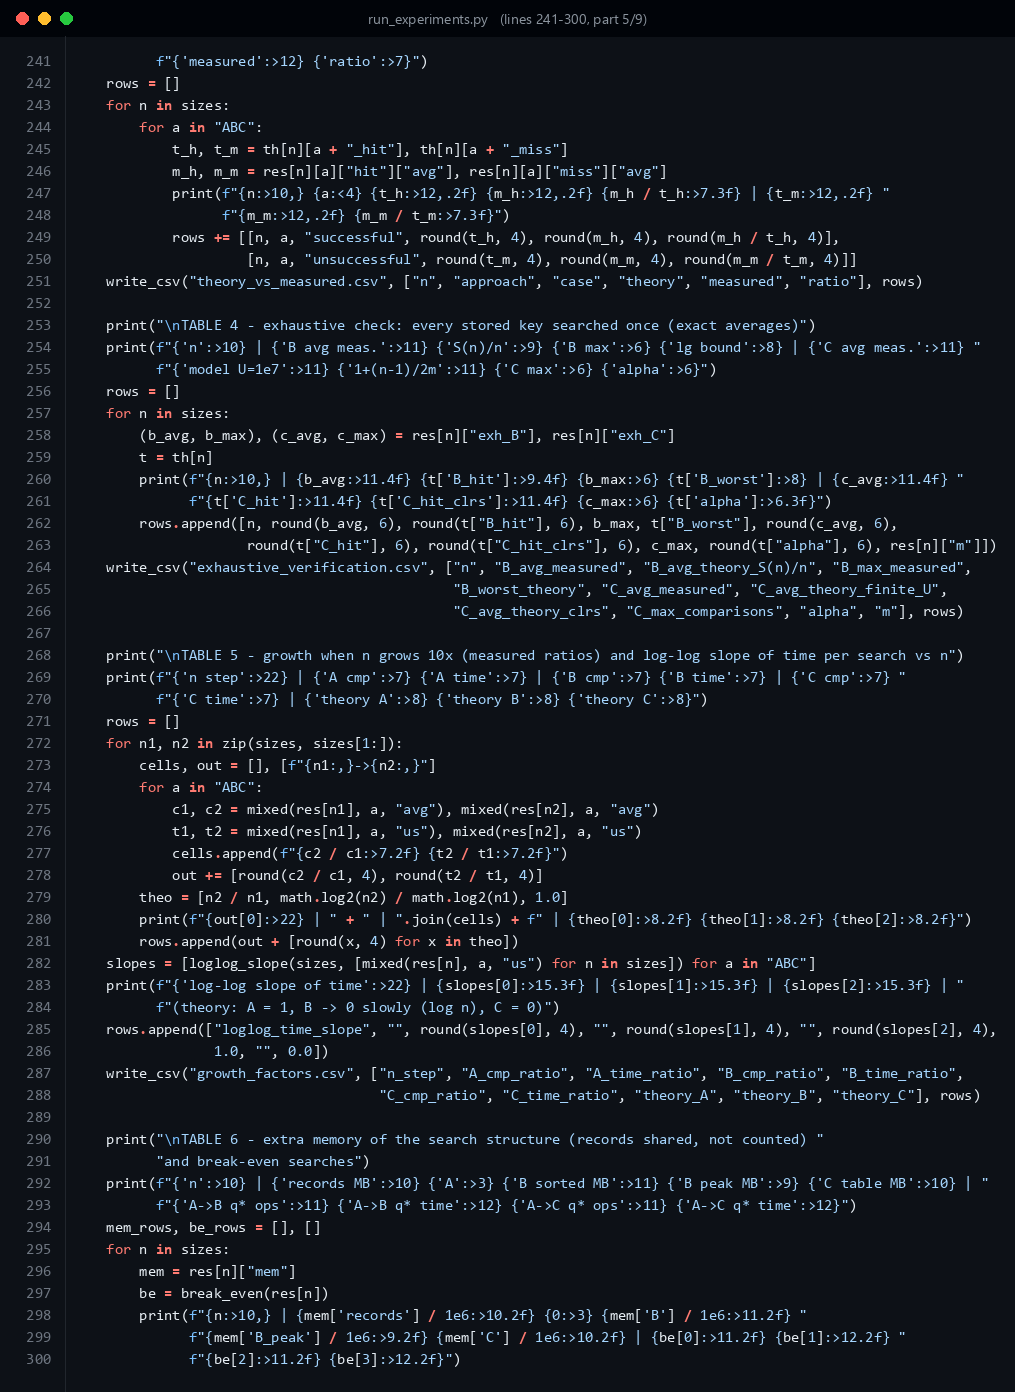 run_experiments.py (lines 241-300, part 5/9)
241           f"{'measured':>12} {'ratio':>7}")
242     rows = []
243     for n in sizes:
244         for a in "ABC":
245             t_h, t_m = th[n][a + "_hit"], th[n][a + "_miss"]
246             m_h, m_m = res[n][a]["hit"]["avg"], res[n][a]["miss"]["avg"]
247             print(f"{n:>10,} {a:<4} {t_h:>12,.2f} {m_h:>12,.2f} {m_h / t_h:>7.3f} | {t_m:>12,.2f} "
248                   f"{m_m:>12,.2f} {m_m / t_m:>7.3f}")
249             rows += [[n, a, "successful", round(t_h, 4), round(m_h, 4), round(m_h / t_h, 4)],
250                      [n, a, "unsuccessful", round(t_m, 4), round(m_m, 4), round(m_m / t_m, 4)]]
251     write_csv("theory_vs_measured.csv", ["n", "approach", "case", "theory", "measured", "ratio"], rows)
252
253     print("\nTABLE 4 - exhaustive check: every stored key searched once (exact averages)")
254     print(f"{'n':>10} | {'B avg meas.':>11} {'S(n)/n':>9} {'B max':>6} {'lg bound':>8} | {'C avg meas.':>11} "
255           f"{'model U=1e7':>11} {'1+(n-1)/2m':>11} {'C max':>6} {'alpha':>6}")
256     rows = []
257     for n in sizes:
258         (b_avg, b_max), (c_avg, c_max) = res[n]["exh_B"], res[n]["exh_C"]
259         t = th[n]
260         print(f"{n:>10,} | {b_avg:>11.4f} {t['B_hit']:>9.4f} {b_max:>6} {t['B_worst']:>8} | {c_avg:>11.4f} "
261               f"{t['C_hit']:>11.4f} {t['C_hit_clrs']:>11.4f} {c_max:>6} {t['alpha']:>6.3f}")
262         rows.append([n, round(b_avg, 6), round(t["B_hit"], 6), b_max, t["B_worst"], round(c_avg, 6),
263                      round(t["C_hit"], 6), round(t["C_hit_clrs"], 6), c_max, round(t["alpha"], 6), res[n]["m"]])
264     write_csv("exhaustive_verification.csv", ["n", "B_avg_measured", "B_avg_theory_S(n)/n", "B_max_measured",
265                                               "B_worst_theory", "C_avg_measured", "C_avg_theory_finite_U",
266                                               "C_avg_theory_clrs", "C_max_comparisons", "alpha", "m"], rows)
267
268     print("\nTABLE 5 - growth when n grows 10x (measured ratios) and log-log slope of time per search vs n")
269     print(f"{'n step':>22} | {'A cmp':>7} {'A time':>7} | {'B cmp':>7} {'B time':>7} | {'C cmp':>7} "
270           f"{'C time':>7} | {'theory A':>8} {'theory B':>8} {'theory C':>8}")
271     rows = []
272     for n1, n2 in zip(sizes, sizes[1:]):
273         cells, out = [], [f"{n1:,}->{n2:,}"]
274         for a in "ABC":
275             c1, c2 = mixed(res[n1], a, "avg"), mixed(res[n2], a, "avg")
276             t1, t2 = mixed(res[n1], a, "us"), mixed(res[n2], a, "us")
277             cells.append(f"{c2 / c1:>7.2f} {t2 / t1:>7.2f}")
278             out += [round(c2 / c1, 4), round(t2 / t1, 4)]
279         theo = [n2 / n1, math.log2(n2) / math.log2(n1), 1.0]
280         print(f"{out[0]:>22} | " + " | ".join(cells) + f" | {theo[0]:>8.2f} {theo[1]:>8.2f} {theo[2]:>8.2f}")
281         rows.append(out + [round(x, 4) for x in theo])
282     slopes = [loglog_slope(sizes, [mixed(res[n], a, "us") for n in sizes]) for a in "ABC"]
283     print(f"{'log-log slope of time':>22} | {slopes[0]:>15.3f} | {slopes[1]:>15.3f} | {slopes[2]:>15.3f} | "
284           f"(theory: A = 1, B -> 0 slowly (log n), C = 0)")
285     rows.append(["loglog_time_slope", "", round(slopes[0], 4), "", round(slopes[1], 4), "", round(slopes[2], 4),
286                  1.0, "", 0.0])
287     write_csv("growth_factors.csv", ["n_step", "A_cmp_ratio", "A_time_ratio", "B_cmp_ratio", "B_time_ratio",
288                                      "C_cmp_ratio", "C_time_ratio", "theory_A", "theory_B", "theory_C"], rows)
289
290     print("\nTABLE 6 - extra memory of the search structure (records shared, not counted) "
291           "and break-even searches")
292     print(f"{'n':>10} | {'records MB':>10} {'A':>3} {'B sorted MB':>11} {'B peak MB':>9} {'C table MB':>10} | "
293           f"{'A->B q* ops':>11} {'A->B q* time':>12} {'A->C q* ops':>11} {'A->C q* time':>12}")
294     mem_rows, be_rows = [], []
295     for n in sizes:
296         mem = res[n]["mem"]
297         be = break_even(res[n])
298         print(f"{n:>10,} | {mem['records'] / 1e6:>10.2f} {0:>3} {mem['B'] / 1e6:>11.2f} "
299               f"{mem['B_peak'] / 1e6:>9.2f} {mem['C'] / 1e6:>10.2f} | {be[0]:>11.2f} {be[1]:>12.2f} "
300               f"{be[2]:>11.2f} {be[3]:>12.2f}")